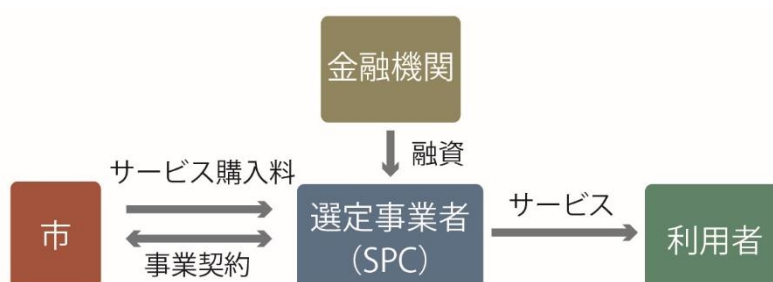 金融機関
融資
サービス購入料
市
選定事業者
(SPC)
事業契約
サービス
利用者